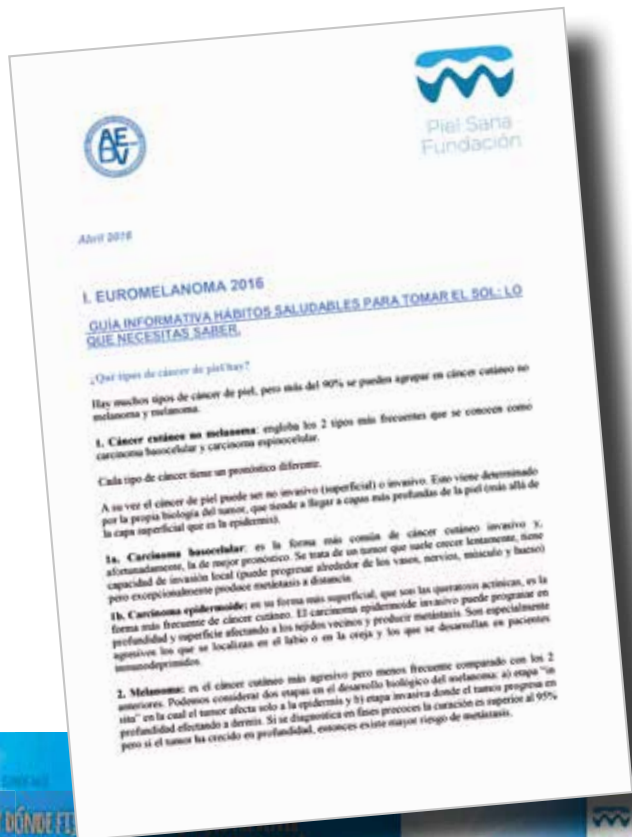 AEDV
Piel Sana
Fundación
Abril 2016
I. EUROMELANOMA 2016
GUÍA INFORMATIVA HÁBITOS SALUDABLES PARA TOMAR EL SOL: LO
QUE NECESITAS SABER.
¿Qué tipos de cáncer de piel hay?
Hay muchos tipos de cáncer de piel, pero más del 90% se pueden agrupar en cáncer cutáneo no
melanoma y melanoma.
1. Cáncer cutáneo no melanoma: engloba los 2 tipos más frecuentes que se conocen como
carcinoma basocelular y carcinoma espinocelular.
Cada tipo de cáncer tiene un pronóstico diferente.
A su vez el cáncer de piel puede ser no invasivo (superficial) o invasivo. Esto viene determinado
por la propia biología del tumor, que tiende a llegar a capas más profundas de la piel (más allá de
la capa superficial que es la epidermis).
1a. Carcinoma basocelular: es la forma más común de cáncer cutáneo invasivo y,
afortunadamente, la de mejor pronóstico. Se trata de un tumor que suele crecer lentamente, tiene
capacidad de invasión local (puede progresar alrededor de los vasos, nervios, músculo y hueso)
pero excepcionalmente produce metástasis a distancia.
1b. Carcinoma epidermoide: en su forma más superficial, que son las queratosis actínicas, es la
forma más frecuente de cáncer cutáneo. El carcinoma epidermoide invasivo puede progresar en
profundidad y superficie afectando a los tejidos vecinos y producir metástasis. Son especialmente
agresivos los que se localizan en el labio o en la oreja y los que se desarrollan en pacientes
inmunodeprimidos.
2. Melanoma: es el cáncer cutáneo más agresivo pero menos frecuente comparado con los 2
anteriores. Podemos considerar dos etapas en el desarrollo biológico del melanoma: a) etapa "in
situ" en la cual el tumor afecta solo a la epidermis y b) etapa invasiva donde el tumor progresa en
profundidad efectando a dermis. Si se diagnostica en fases precoces la curación es superior al 95%
pero si el tumor ha crecido en profundidad, entonces existe mayor riesgo de metástasis.
DÓNDE